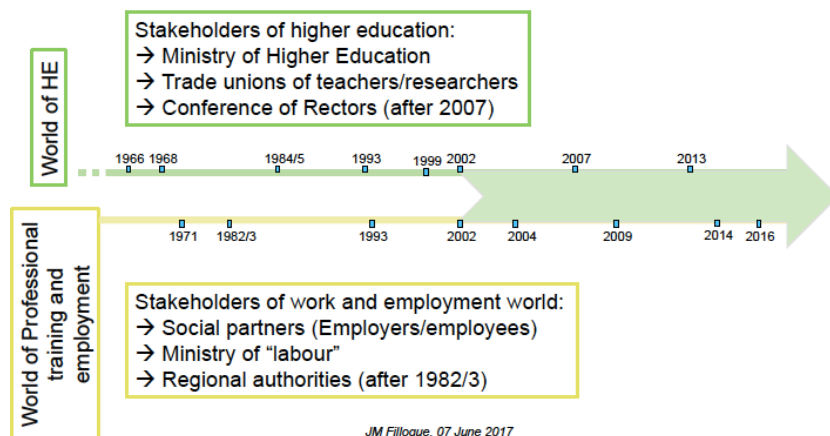 World of HE
Stakeholders of higher education:
→ Ministry of Higher Education
→ Trade unions of teachers/researchers
→ Conference of Rectors (after 2007)
1966 1968 1984/5 1993 1999 2002 2007 2013
1971 1982/3 1993 2002 2004 2009 2014 2016
World of Professional
training and
employment
Stakeholders of work and employment world:
→ Social partners (Employers/employees)
→ Ministry of “labour”
→ Regional authorities (after 1982/3)
JM Filloque, 07 June 2017